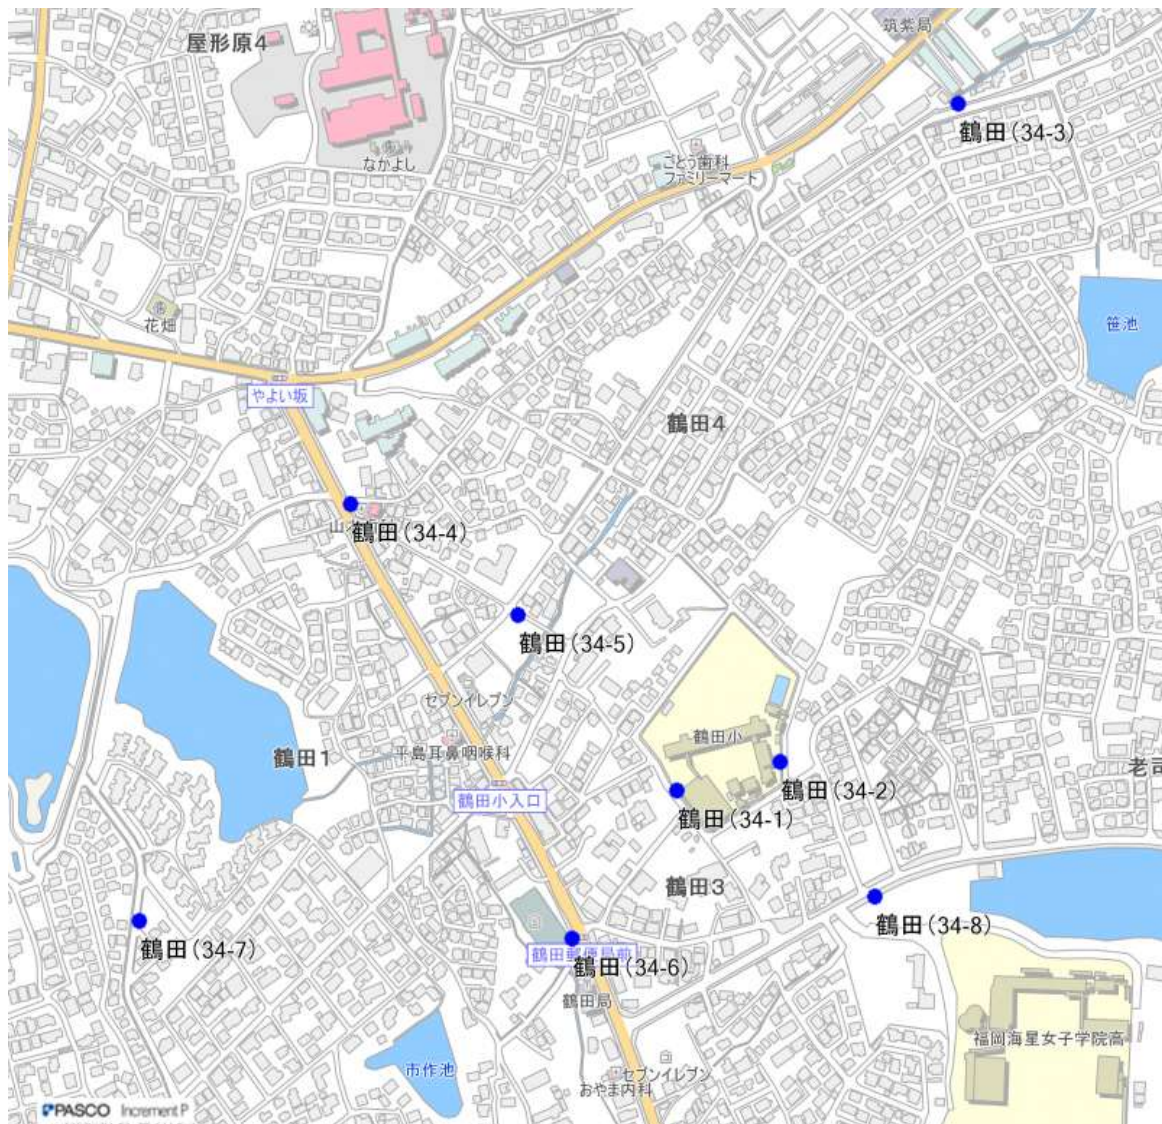 筑紫局
屋形原4
鶴田（34-3）
なかよし
ごとう歯科
ファミリーマート
花畑
笹池
やよい坂
鶴田4
鶴田（34-4）
鶴田（34-5）
セブンイレブン
鶴田小
平島耳鼻咽喉科
鶴田1
老司
鶴田（34-2）
鶴田小入口
鶴田（34-1）
鶴田3
鶴田（34-8）
鶴田（34-7）
鶴田郵便局前
鶴田（34-6）
鶴田局
福岡海星女子学院高
市作池
セブンイレブン
おやま内科
PASCO Increment P